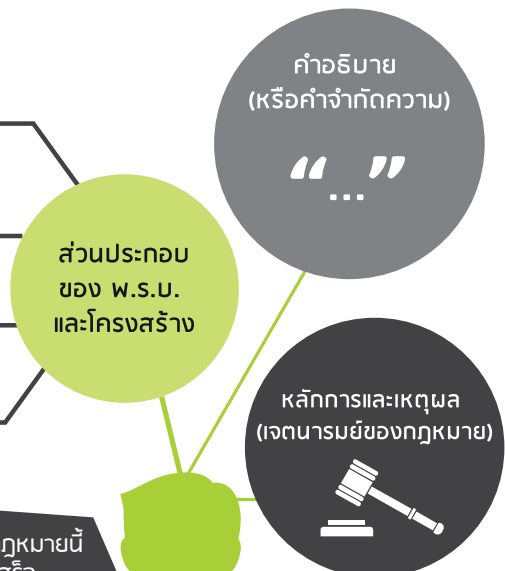 คำอธิบาย
(หรือคำจำกัดความ)
“...”
ส่วนประกอบ
ของ พ.ร.บ.
และโครงสร้าง
หลักการและเหตุผล
(เจตนารมย์ของกฎหมาย)
กฎหมายนี้